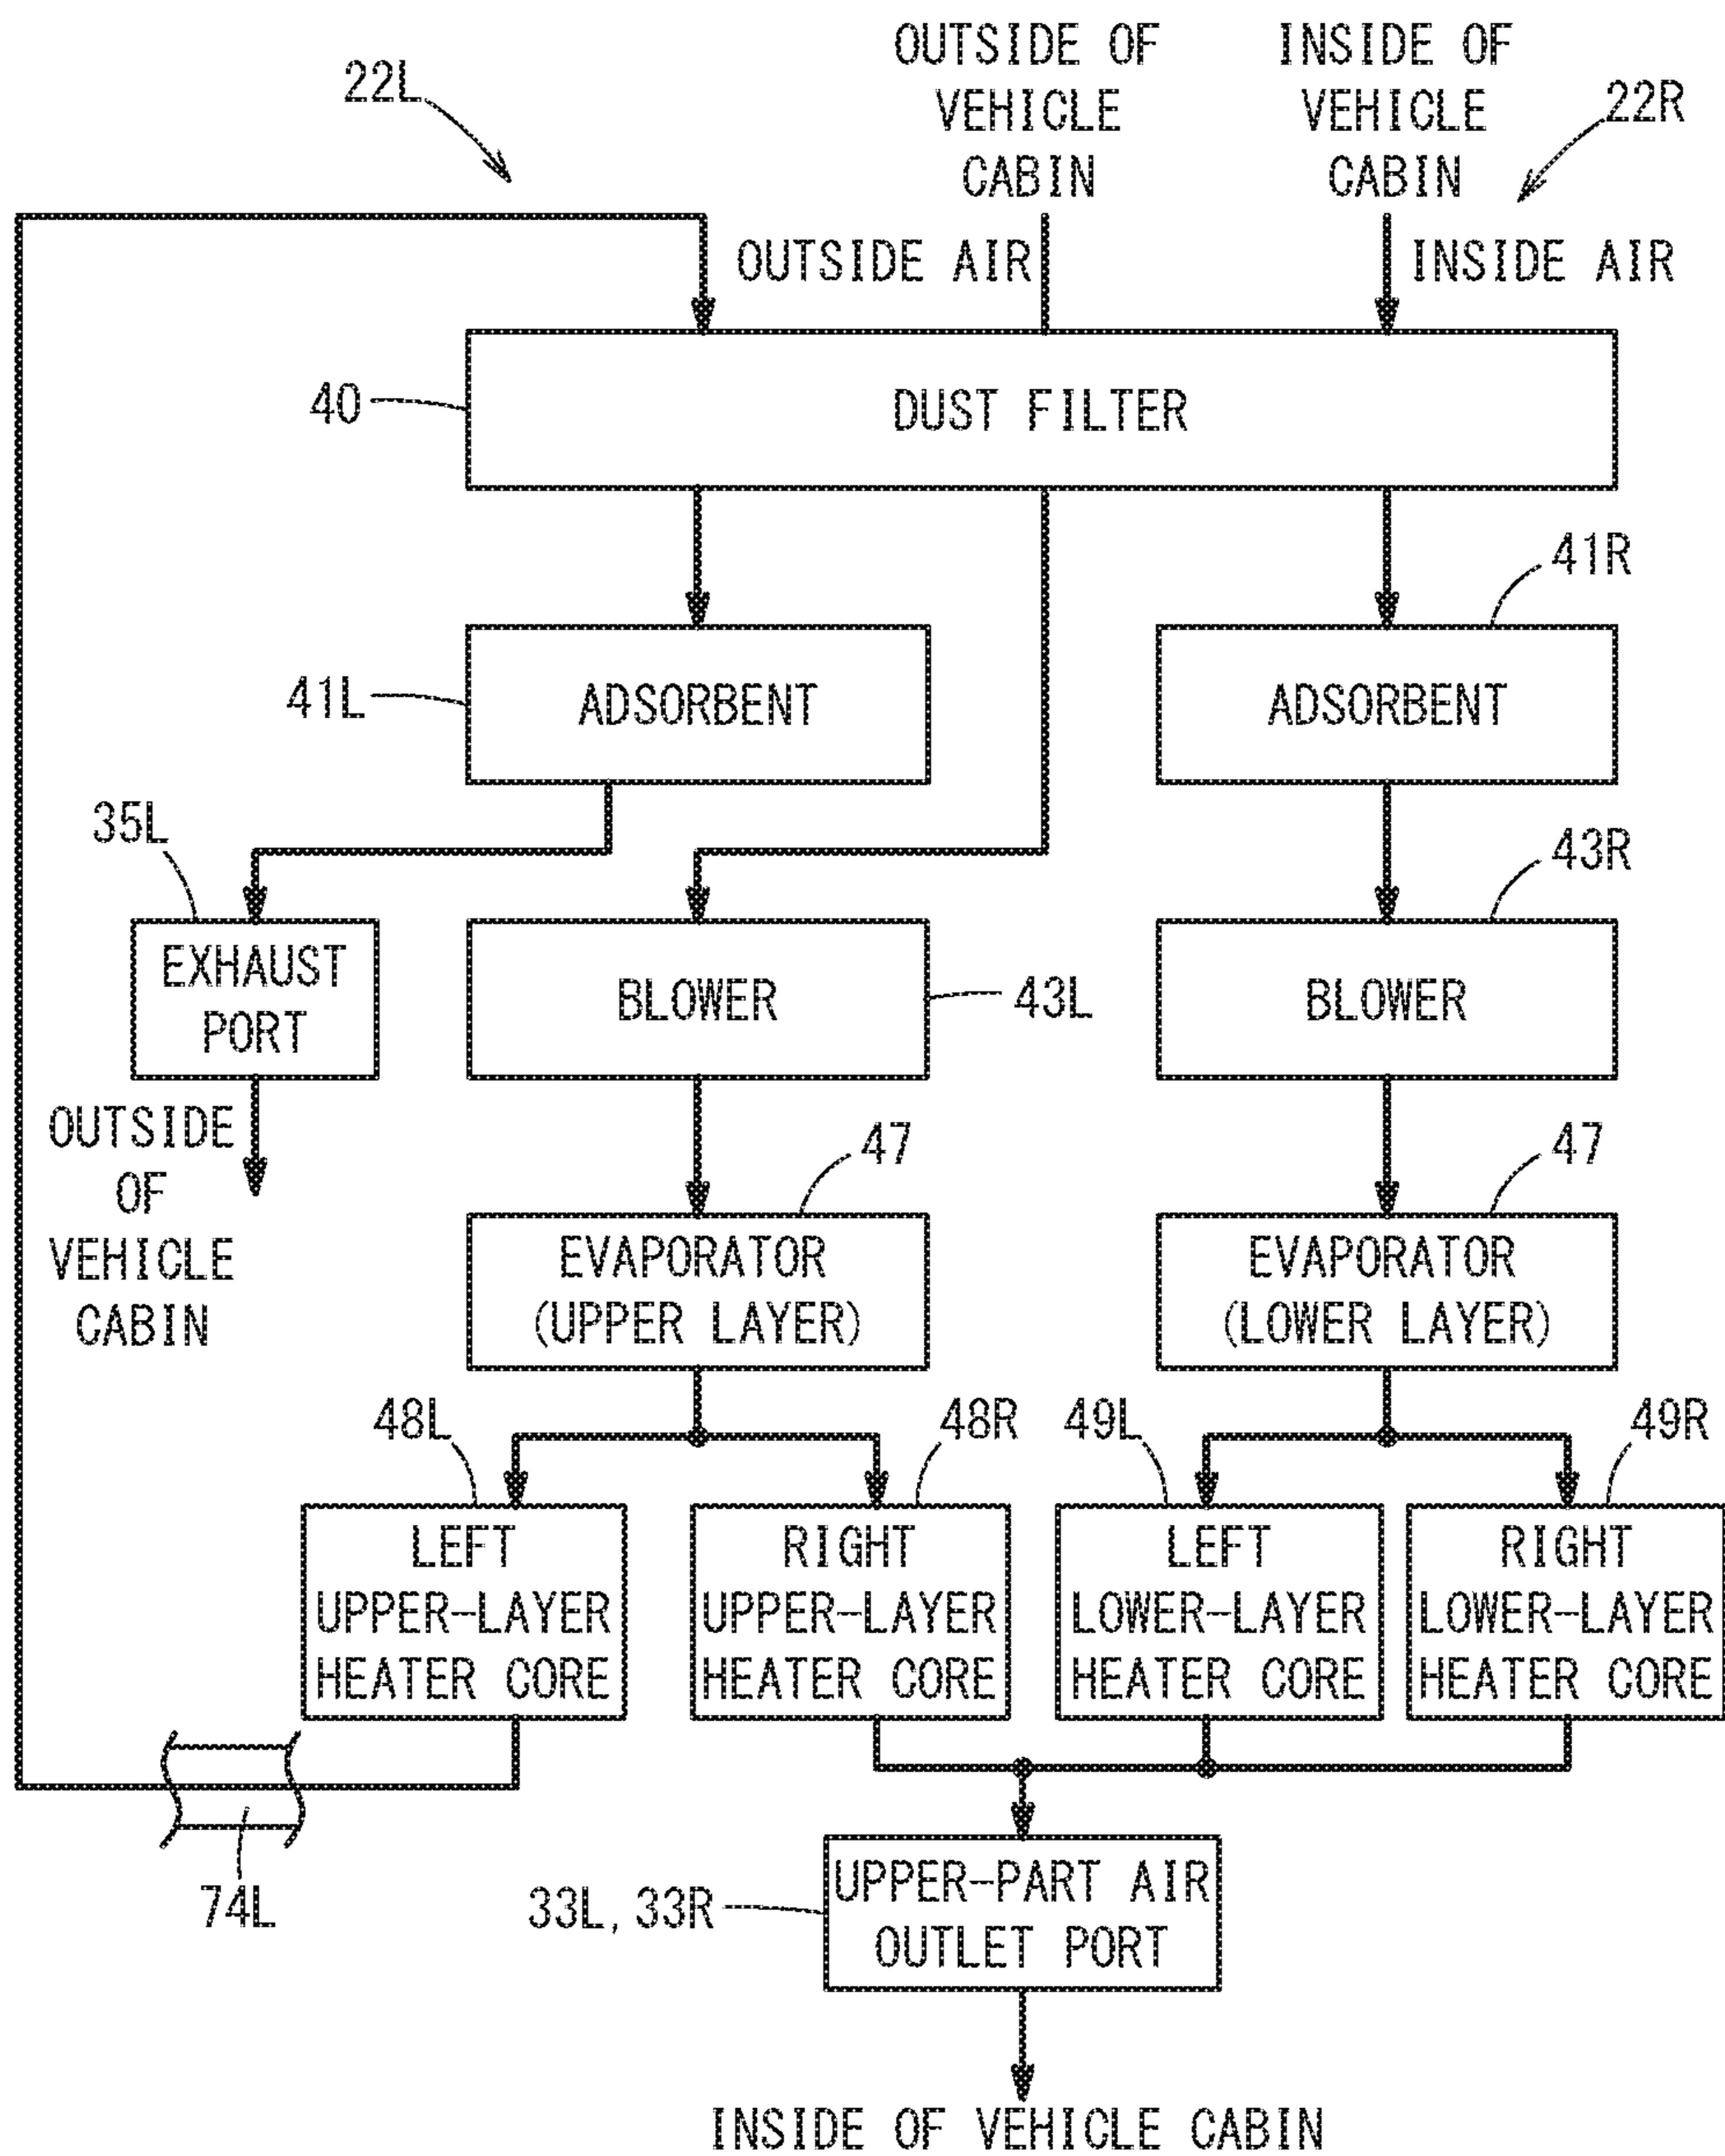 22L
OUTSIDE OF
VEHICLE
CABIN
INSIDE OF
VEHICLE
CABIN
22R
OUTSIDE AIR
INSIDE AIR
40
DUST FILTER
41R
41L
ADSORBENT
ADSORBENT
35L
43R
EXHAUST
PORT
BLOWER
43L
BLOWER
OUTSIDE
OF
VEHICLE
CABIN
47
47
EVAPORATOR
(UPPER LAYER)
EVAPORATOR
(LOWER LAYER)
48L
48R
49L
49R
LEFT
UPPER-LAYER
HEATER CORE
RIGHT
UPPER-LAYER
HEATER CORE
LEFT
LOWER-LAYER
HEATER CORE
RIGHT
LOWER-LAYER
HEATER CORE
74L
33L, 33R
UPPER-PART AIR
OUTLET PORT
INSIDE OF VEHICLE CABIN